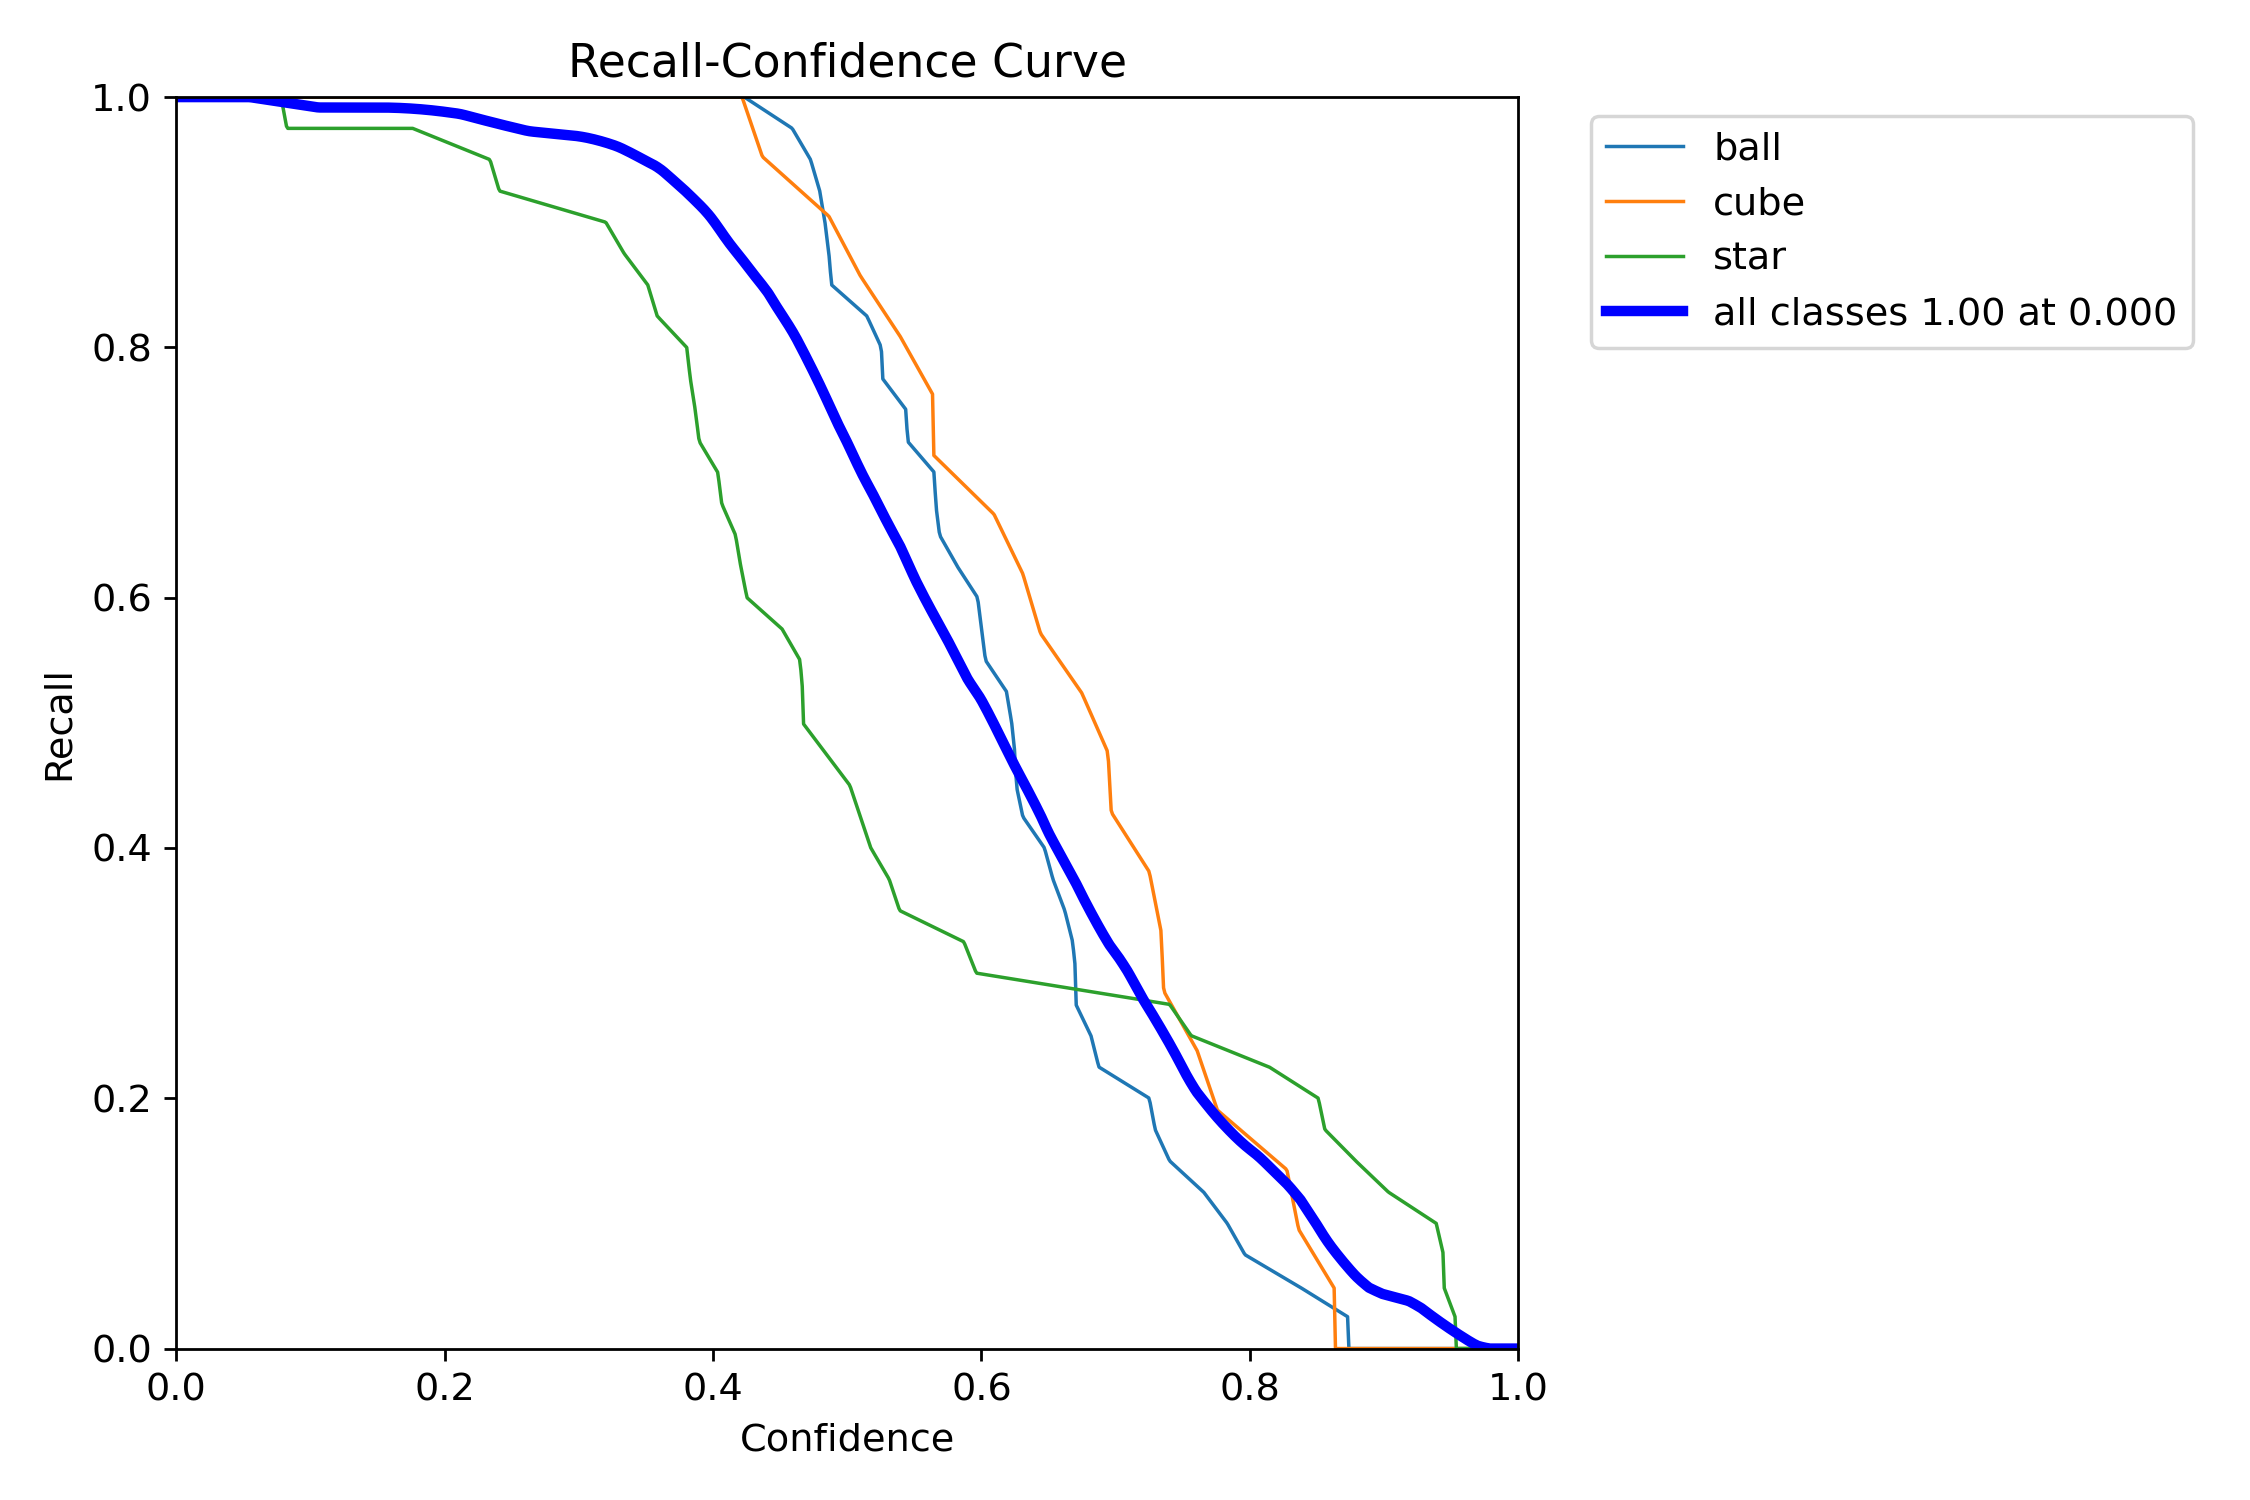 Recall-Confidence Curve
1.0
0.8
0.6
0.4
0.2
0.0
Recall
0.0 0.2 0.4 0.6 0.8 1.0
Confidence
ball
cube
star
all classes 1.00 at 0.000